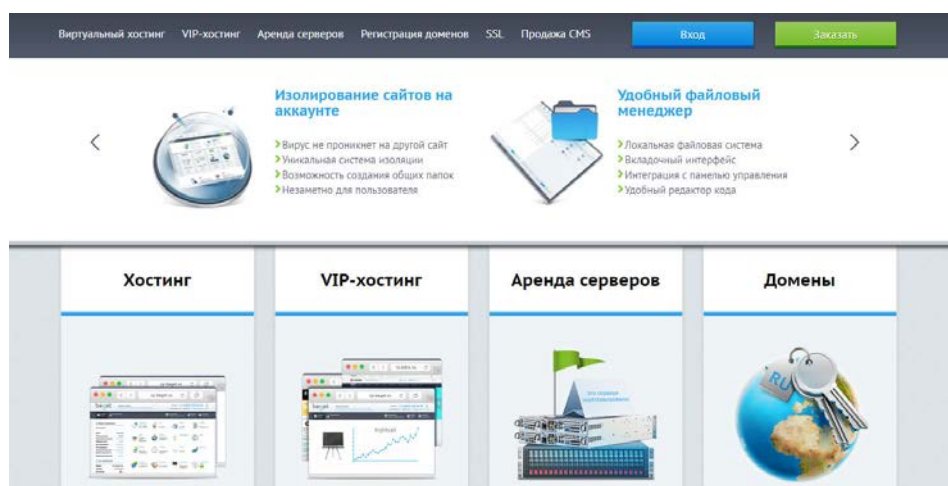 Виртуальный хостинг VIP-хостинг Аренда серверов Регистрация доменов SSL Продажа CMS Вход Заказать
Изолирование сайтов на
аккаунте
Вирус не проникнет на другой сайт
Уникальная система изоляции
Возможность создания общих папок
Незаметно для пользователя
Удобный файловый
менеджер
Локальная файловая система
Вкладочный интерфейс
Интеграция с панелью управления
Удобный редактор кода
Хостинг VIP-хостинг Аренда серверов Домены
RU